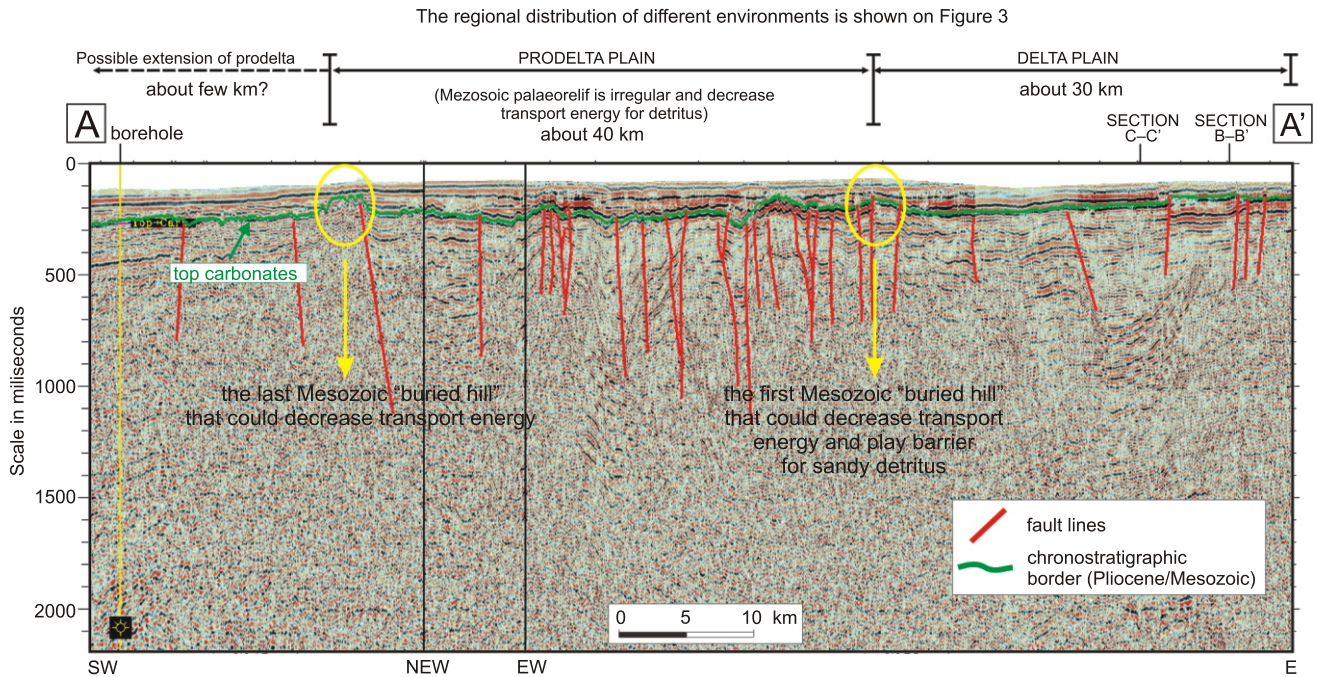 The regional distribution of different environments is shown on Figure 3
Possible extension of prodelta
PRODELTA PLAIN
DELTA PLAIN
about few km?
(Mezosoic palaeorelif is irregular and decrease
transport energy for detritus)
about 40 km
about 30 km
A
borehole
SECTION
C–C'
SECTION
B–B'
A'
0
500
1000
1500
2000
Scale in miliseconds
Top Car
top carbonates
the last Mesozoic “buried hill”
that could decrease transport energy
the first Mesozoic “buried hill”
that could decrease transport
energy and play barrier
for sandy detritus
fault lines
chronostratigraphic
border (Pliocene/Mesozoic)
0 5 10 km
SW
NEW
EW
E